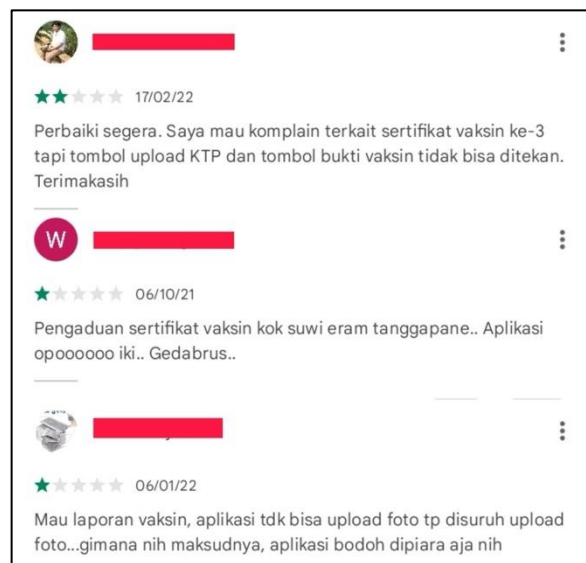 17/02/22
Perbaiki segera. Saya mau komplain terkait sertifikat vaksin ke-3
tapi tombol upload KTP dan tombol bukti vaksin tidak bisa ditekan.
Terimakasih
W
06/10/21
Pengaduan sertifikat vaksin kok suwi eram tanggapane.. Aplikasi
opoooooo iki.. Gedabrus..
06/01/22
Mau laporan vaksin, aplikasi tdk bisa upload foto tp disuruh upload
foto...gimana nih maksudnya, aplikasi bodoh dipiara aja nih